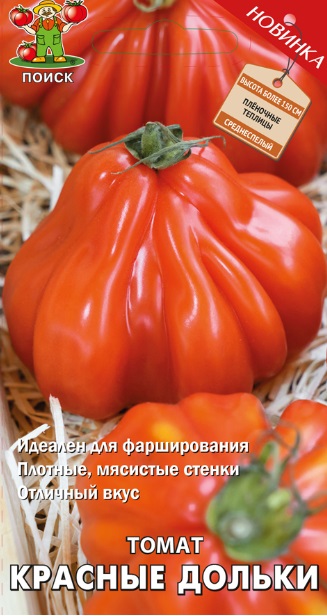 ПОИСК
НОВИНКА
ВЫСОТА БОЛЕЕ 150 СМ
ПЛЁНОЧНЫЕ
ТЕПЛИЦЫ
СРЕДНЕСПЕЛЫЙ
Идеален для фарширования
Плотные, мясистые стенки
Отличный вкус
ТОМАТ
КРАСНЫЕ ДОЛЬКИ